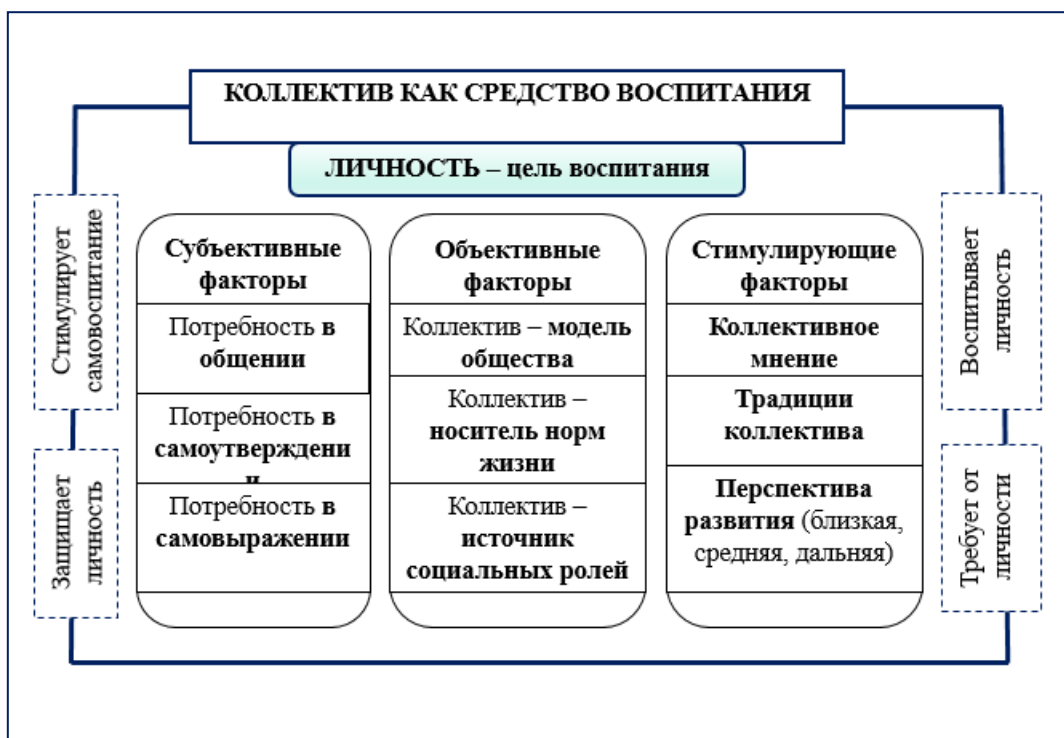 КОЛЛЕКТИВ КАК СРЕДСТВО ВОСПИТАНИЯ
ЛИЧНОСТЬ – цель воспитания
Стимулирует
самовоспитание
Защищает
личность
Субъективные
факторы
Потребность в
общении
Потребность в
самоутверждени
и
Потребность в
самовыражении
Объективные
факторы
Коллектив – модель
общества
Коллектив –
носитель норм
жизни
Коллектив –
источник
социальных ролей
Стимулирующие
факторы
Коллективное
мнение
Традиции
коллектива
Перспектива
развития (близкая,
средняя, дальняя)
Воспитывает
личность
Требует от
личности